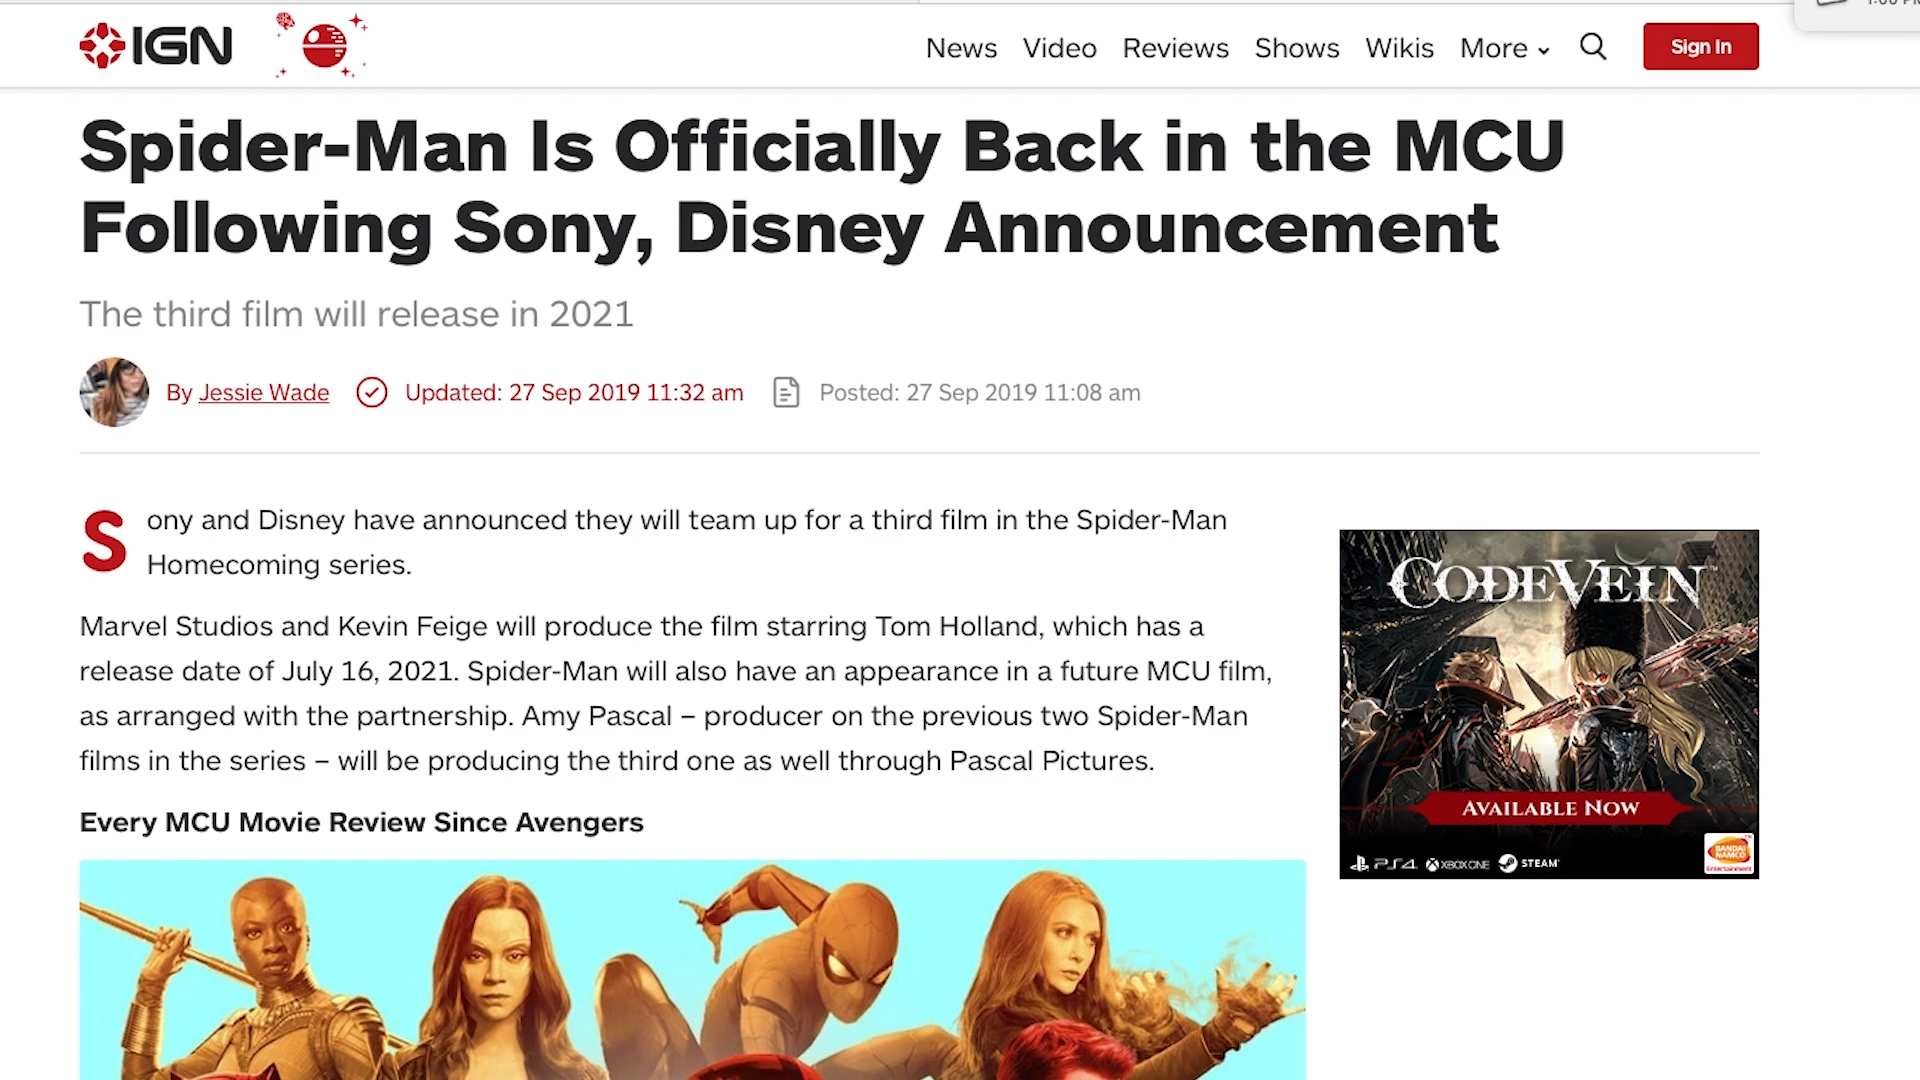 IGN
News Video Reviews Shows Wikis More
Sign In
Spider-Man Is Officially Back in the MCU
Following Sony, Disney Announcement
The third film will release in 2021
By Jessie Wade Updated: 27 Sep 2019 11:32 am Posted: 27 Sep 2019 11:08 am
Sony and Disney have announced they will team up for a third film in the Spider-Man
Homecoming series.
Marvel Studios and Kevin Feige will produce the film starring Tom Holland, which has a
release date of July 16, 2021. Spider-Man will also have an appearance in a future MCU film,
as arranged with the partnership. Amy Pascal – producer on the previous two Spider-Man
films in the series – will be producing the third one as well through Pascal Pictures.
Every MCU Movie Review Since Avengers
CODE VEIN™
AVAILABLE NOW
PS4 XBOX ONE STEAM
BANDAI
NAMCO
Entertainment